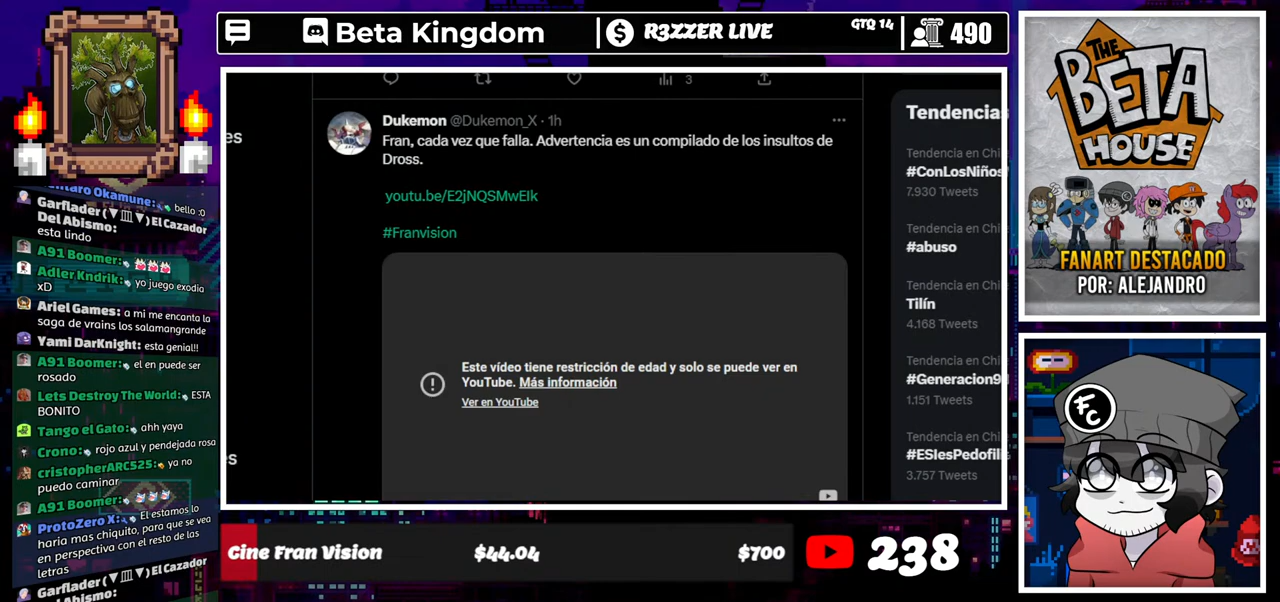 Beta Kingdom
R3ZZER LIVE
GTQ 14
490
Dukemon @Dukemon_X · 1h
Fran, cada vez que falla. Advertencia es un compilado de los insultos de
Dross.
#Franvision
Este vídeo tiene restricción de edad y solo se puede ver en
YouTube. Más información
Ver en YouTube
3
es
es
Tendencias
Tendencia en Chi
#ConLosNiños
7.930 Tweets
Tendencia en Chi
#abuso
Tendencia en Chi
Tilín
4.168 Tweets
Tendencia en Chi
#Generacion9
1.151 Tweets
Tendencia en Chi
#ESIesPedofili
3.757 Tweets
THE
BETA
HOUSE
FANART DESTACADO
POR: ALEJANDRO
FC
Okamune: bello :0
Garflader (▼ ▼) El Cazador
Del Abismo:
esta lindo
A91 Boomer:
Adler Kndrik: yo juego exodia
xD
Ariel Games: a mi me encanta la
saga de vrains los salamangrande
Yami DarKnight: esta genial!!
A91 Boomer: el en puede ser
rosado
Lets Destroy The World: ESTA
BONITO
Tango el Gato: ahh yaya
Crono: rojo azul y pendejada rosa
cristopherARC525: ya no
puedo caminar
A91 Boomer:
ProtoZero X: El estamos lo
haria mas chiquito, para que se vea
en perspectiva con el resto de las
letras
Garflader (▼ ▼) El Cazador
Del Abismo:
Cine Fran Vision
$44.04
$700
238